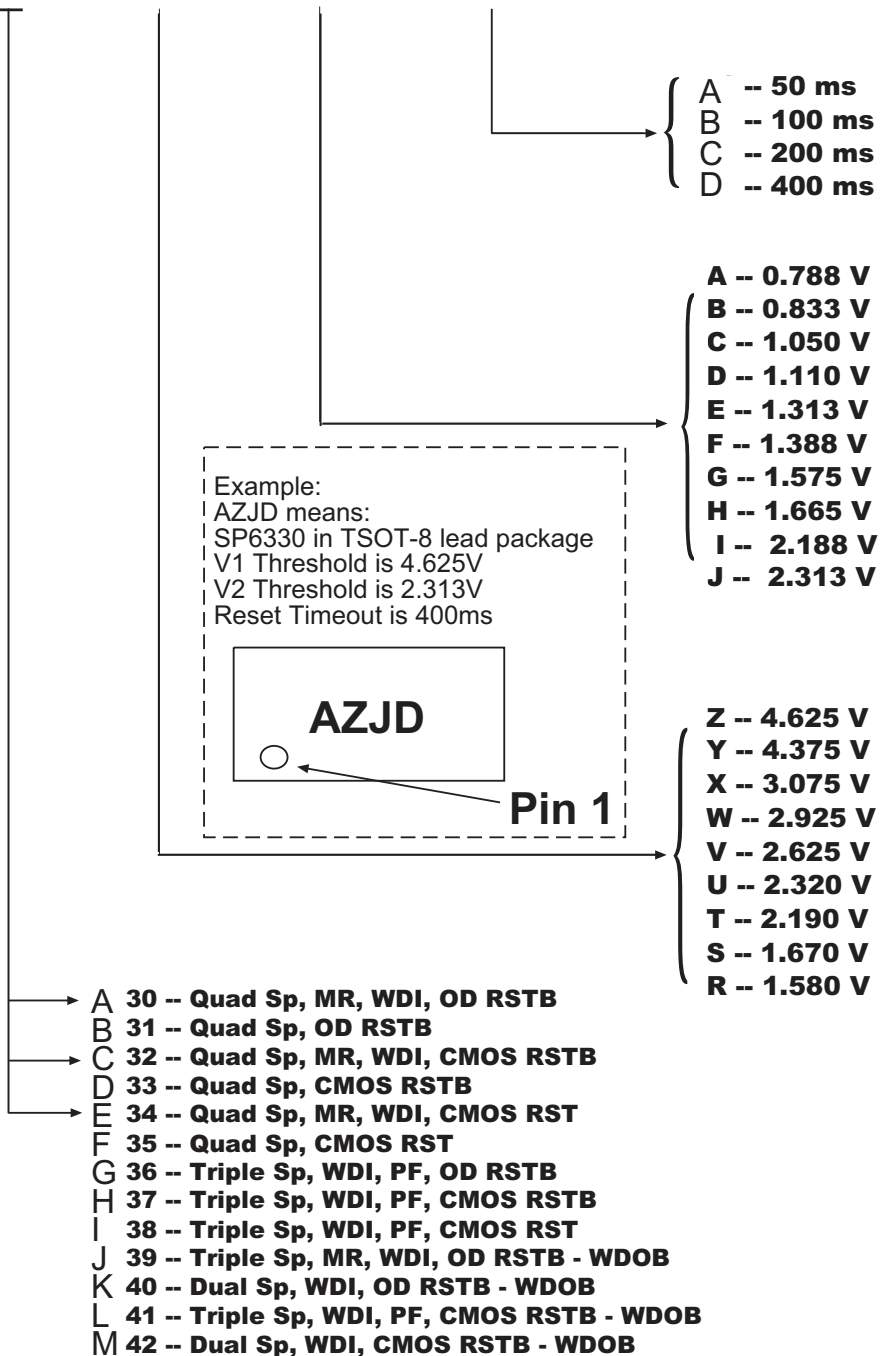 A -- 50 ms
B -- 100 ms
C -- 200 ms
D -- 400 ms
A -- 0.788 V
B -- 0.833 V
C -- 1.050 V
D -- 1.110 V
E -- 1.313 V
F -- 1.388 V
G -- 1.575 V
H -- 1.665 V
I -- 2.188 V
J -- 2.313 V
Example:
AZJD means:
SP6330 in TSOT-8 lead package
V1 Threshold is 4.625V
V2 Threshold is 2.313V
Reset Timeout is 400ms
AZJD
Pin 1
Z -- 4.625 V
Y -- 4.375 V
X -- 3.075 V
W -- 2.925 V
V -- 2.625 V
U -- 2.320 V
T -- 2.190 V
S -- 1.670 V
R -- 1.580 V
A 30 -- Quad Sp, MR, WDI, OD RSTB
B 31 -- Quad Sp, OD RSTB
C 32 -- Quad Sp, MR, WDI, CMOS RSTB
D 33 -- Quad Sp, CMOS RSTB
E 34 -- Quad Sp, MR, WDI, CMOS RST
F 35 -- Quad Sp, CMOS RST
G 36 -- Triple Sp, WDI, PF, OD RSTB
H 37 -- Triple Sp, WDI, PF, CMOS RSTB
I 38 -- Triple Sp, WDI, PF, CMOS RST
J 39 -- Triple Sp, MR, WDI, OD RSTB - WDOB
K 40 -- Dual Sp, WDI, OD RSTB - WDOB
L 41 -- Triple Sp, WDI, PF, CMOS RSTB - WDOB
M 42 -- Dual Sp, WDI, CMOS RSTB - WDOB